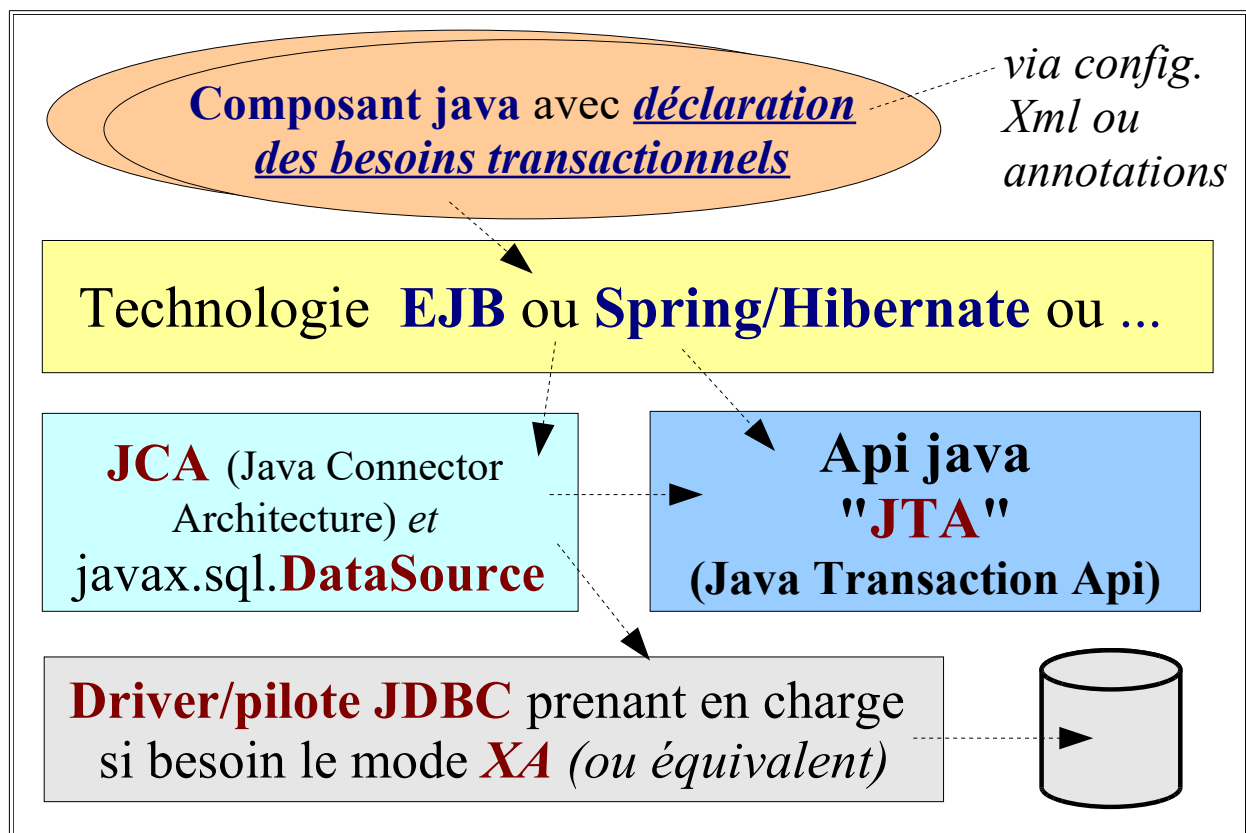 Composant java avec déclaration
des besoins transactionnels
via config.
Xml ou
annotations
Technologie EJB ou Spring/Hibernate ou ...
JCA (Java Connector
Architecture) et
javax.sql.DataSource
Api java
"JTA"
(Java Transaction Api)
Driver/pilote JDBC prenant en charge
si besoin le mode XA (ou équivalent)